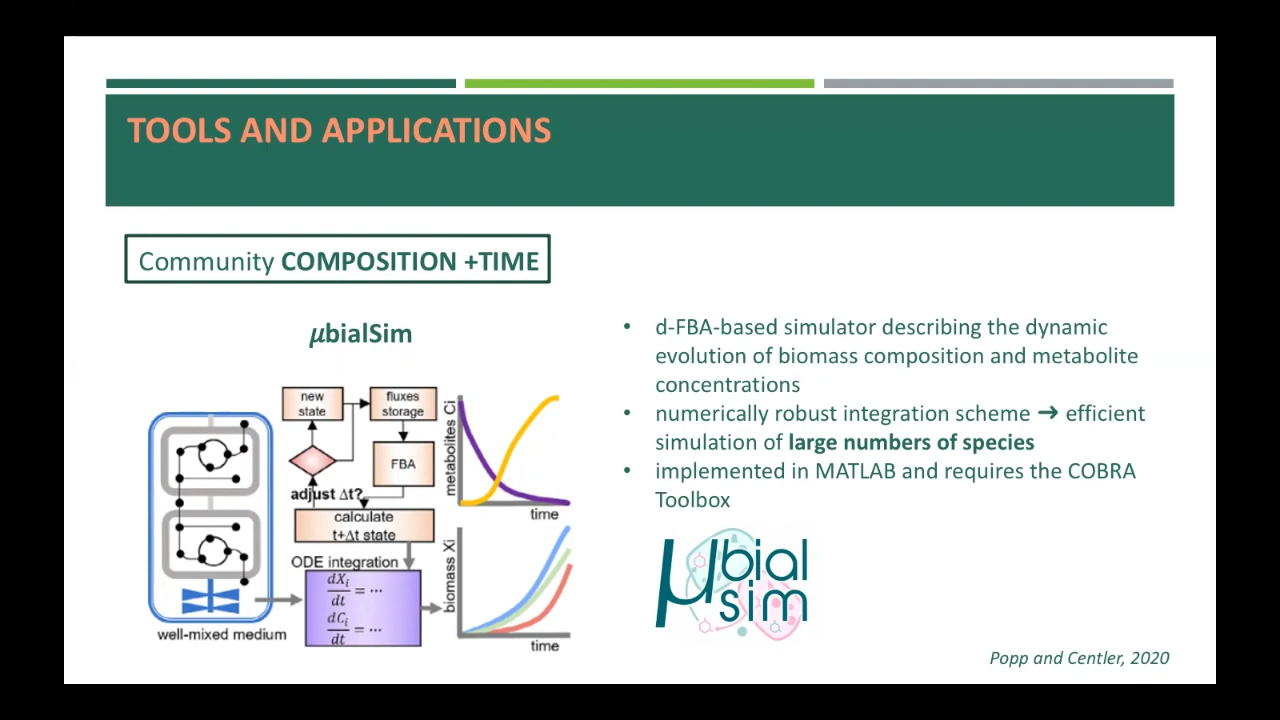 TOOLS AND APPLICATIONS
Community COMPOSITION +TIME
𝜇bialSim
new
state
fluxes
storage
FBA
adjust Δt?
calculate
t+Δt state
ODE integration
dXᵢ
dt
= ⋯
dCᵢ
dt
= ⋯
well-mixed medium
metabolites Ci
time
biomass Xi
time
• d-FBA-based simulator describing the dynamic
evolution of biomass composition and metabolite
concentrations
• numerically robust integration scheme ➜ efficient
simulation of large numbers of species
• implemented in MATLAB and requires the COBRA
Toolbox
μbial
sim
Popp and Centler, 2020